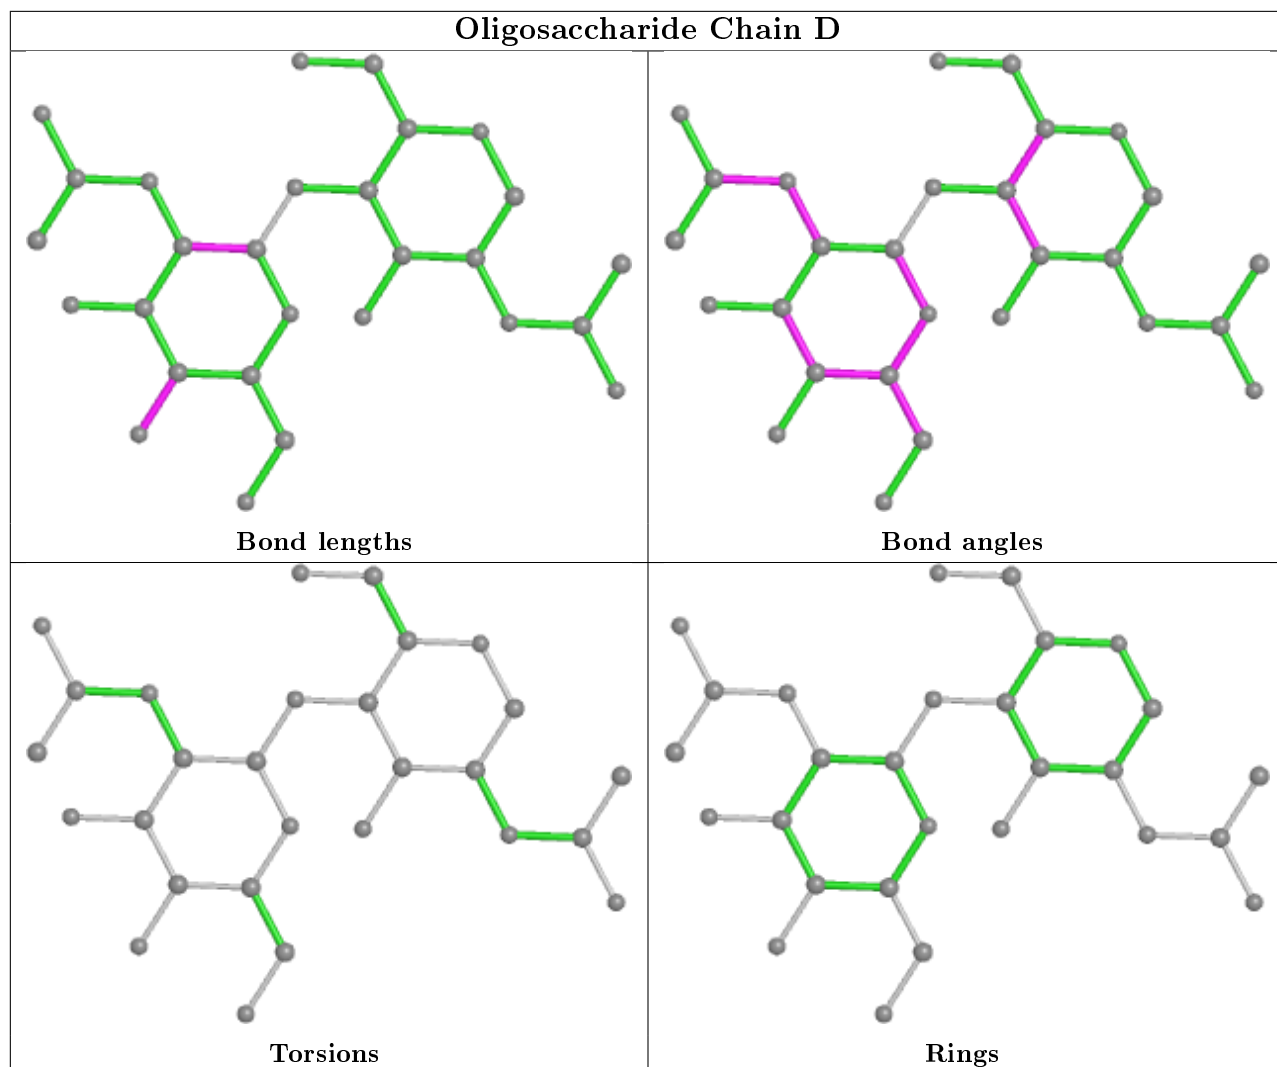 Oligosaccharide Chain D
Bond lengths
Bond angles
Torsions
Rings